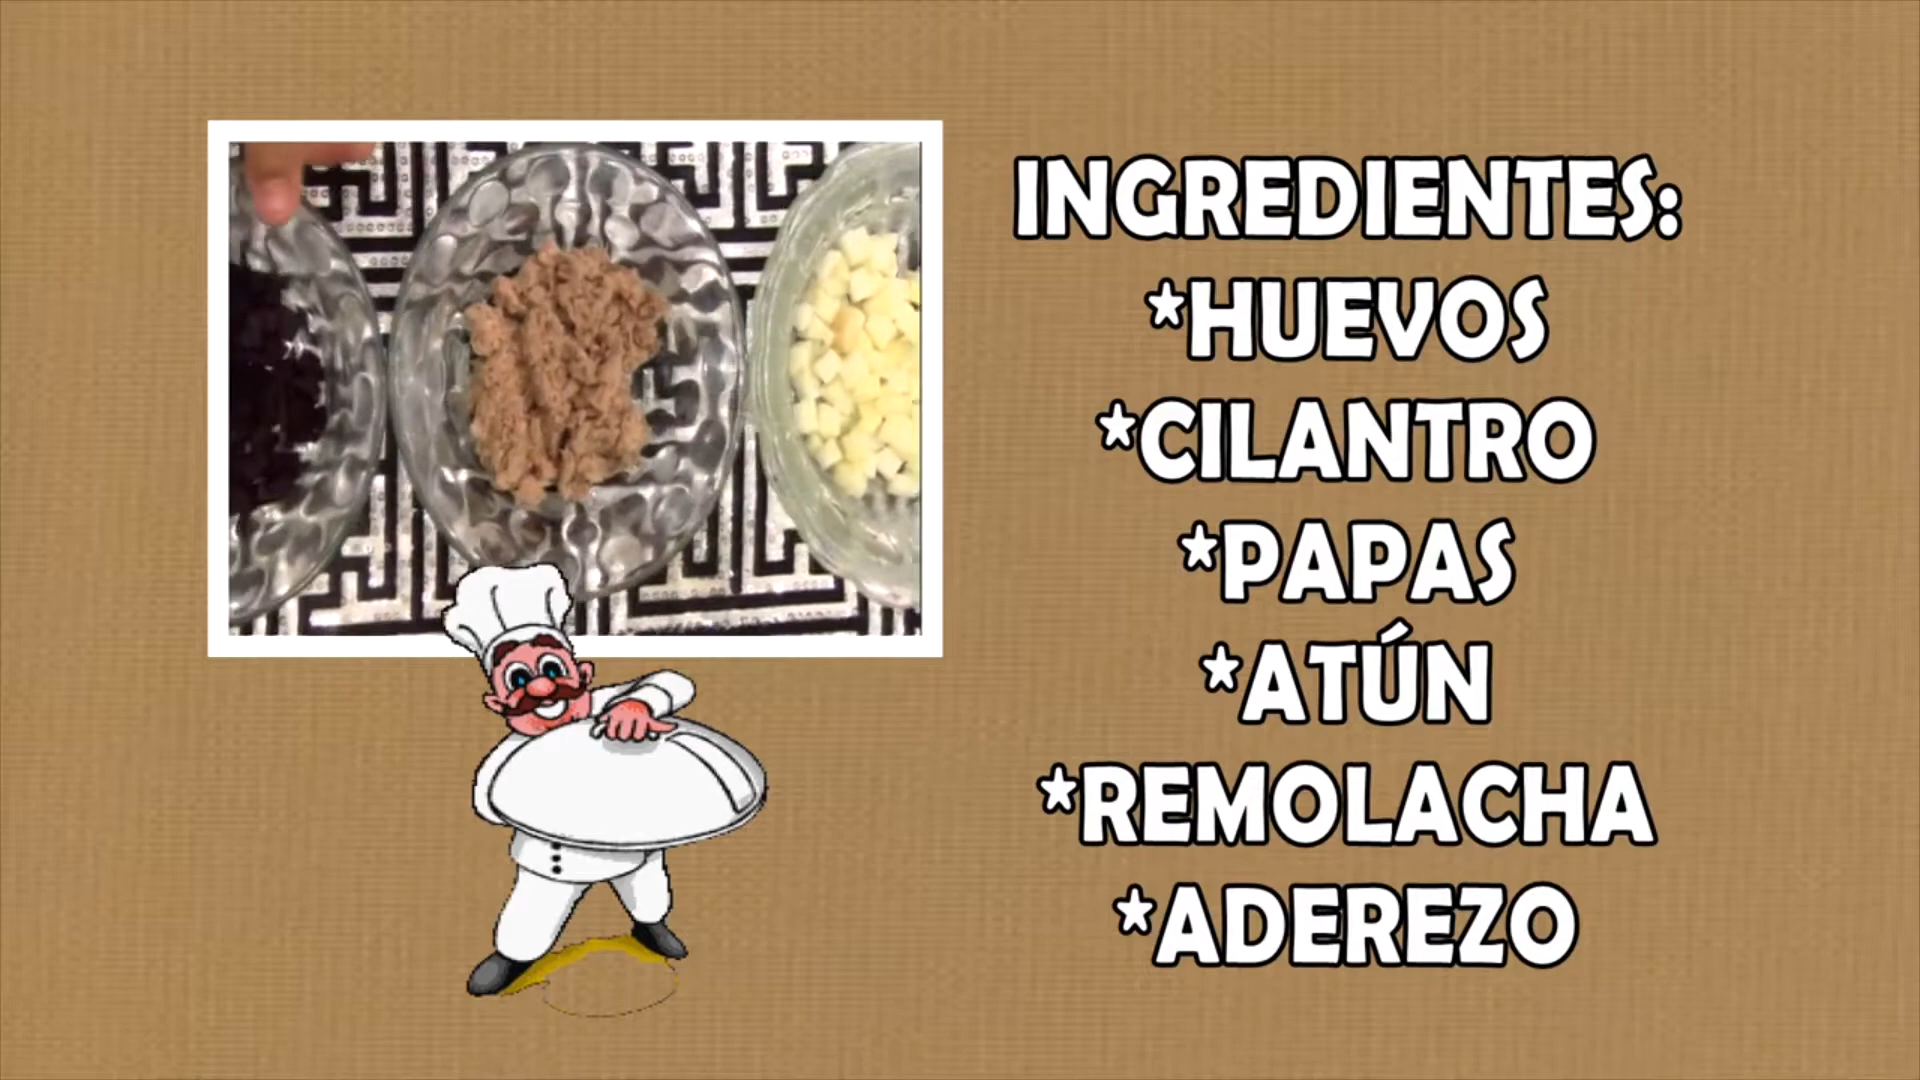 INGREDIENTES:
*HUEVOS
*CILANTRO
*PAPAS
*ATÚN
*REMOLACHA
*ADEREZO